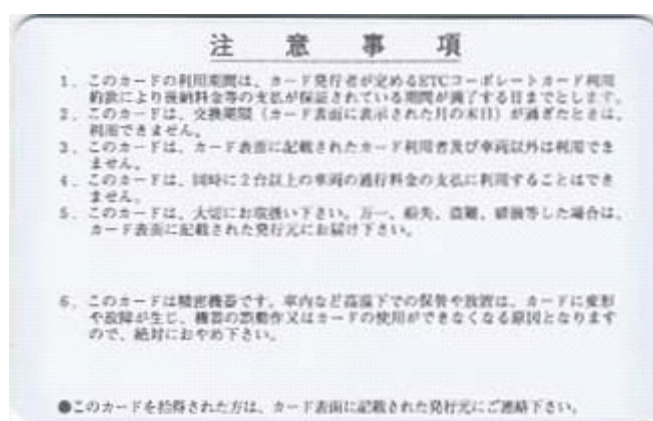 注 意 事 項
1．このカードの利用期間は、カード発行者が定めるETCコーポレートカード利用
約款により後納料金等の支払が保証されている期間が満了する日までとします。
2．このカードは、交換期限（カード表面に表示された月の末日）が過ぎたときは、
利用できません。
3．このカードは、カード表面に記載されたカード利用者及び車両以外は利用でき
ません。
4．このカードは、同時に2台以上の車両の通行料金の支払に利用することはでき
ません。
5．このカードは、大切にお取扱い下さい。万一、紛失、盗難、破損等した場合は、
カード表面に記載された発行元にお届け下さい。
6．このカードは精密機器です。車内など高温下での保管や放置は、カードに変形
や故障が生じ、機器の誤動作又はカードの使用ができなくなる原因となります
ので、絶対におやめ下さい。
●このカードを拾得された方は、カード表面に記載された発行元にご連絡下さい。